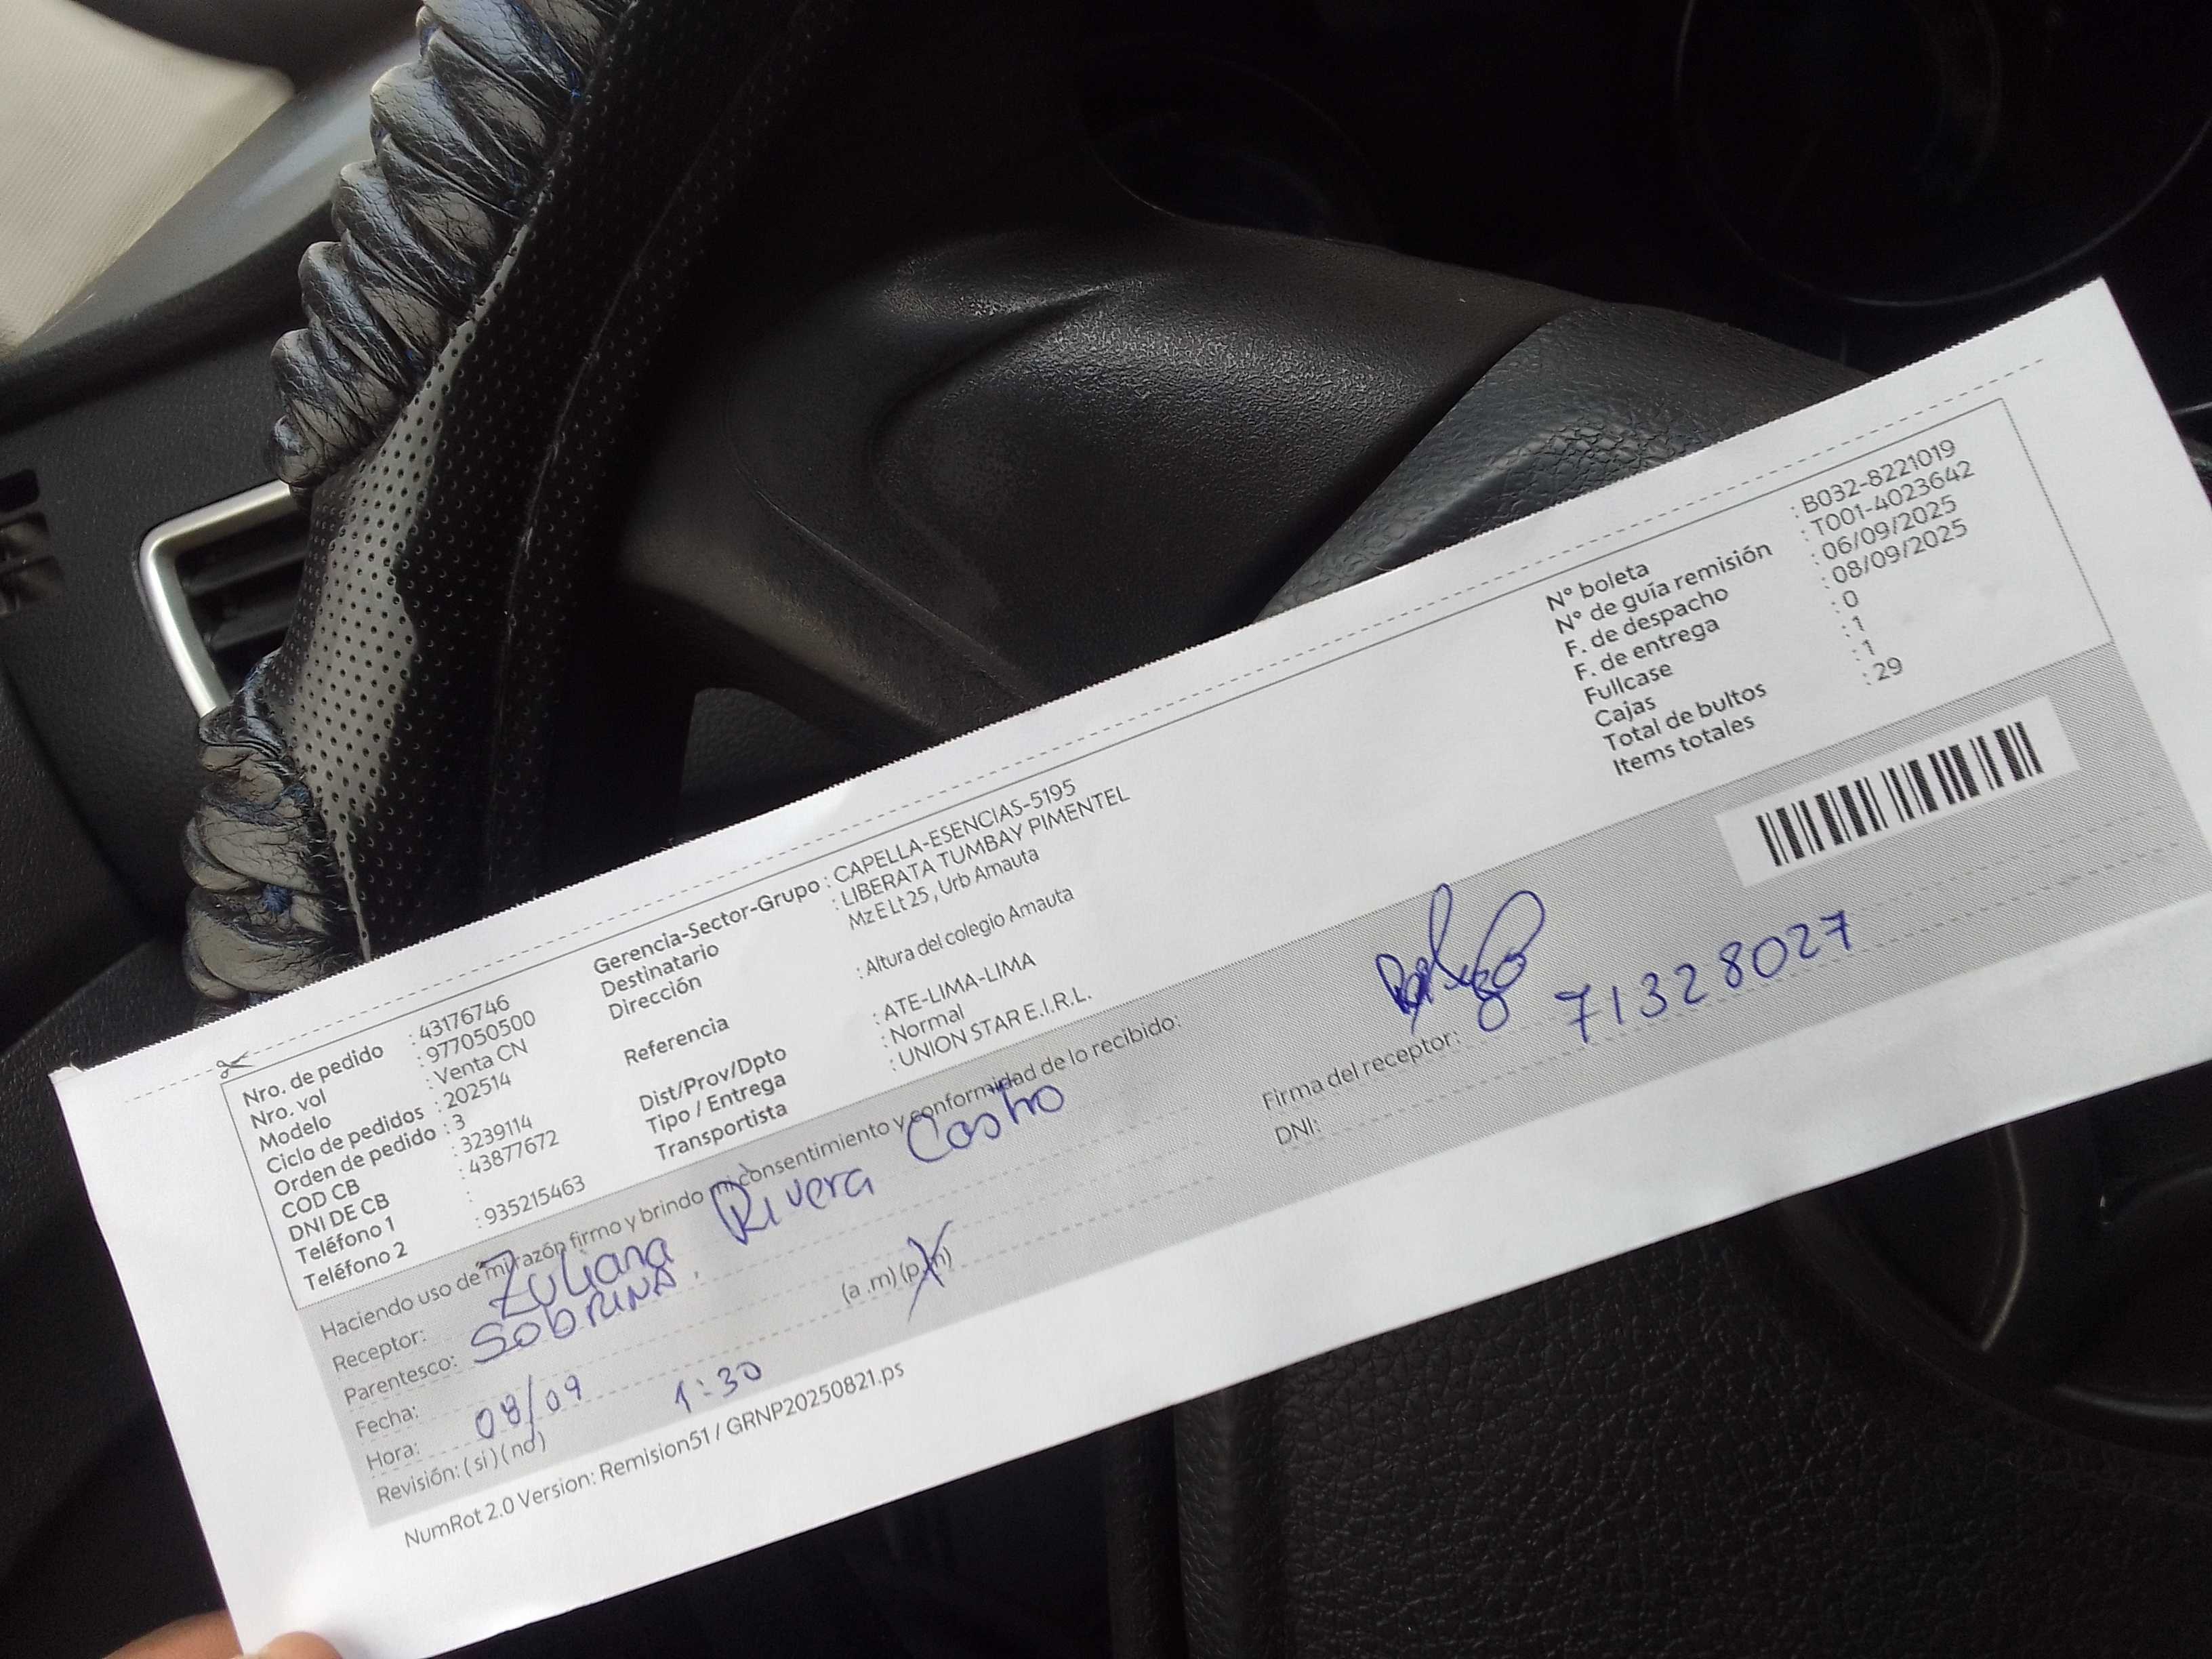 Nro. de pedido : 43176746
Nro. vol : 977050500
Modelo : Venta CN
Ciclo de pedidos : 202514
Orden de pedido : 3
COD CB : 3239114
DNI DE CB : 43877672
Teléfono 1 :
Teléfono 2 : 935215463
Gerencia-Sector-Grupo : CAPELLA-ESENCIAS-5195
Destinatario : LIBERATA TUMBAY PIMENTEL
Dirección Mz E Lt 25 , Urb Amauta
Referencia : Altura del colegio Amauta
Dist/Prov/Dpto : ATE-LIMA-LIMA
Tipo / Entrega : Normal
Transportista : UNION STAR E.I.R.L.
N° boleta : B032-8221019
N° de guía remisión : T001-4023642
F. de despacho : 06/09/2025
F. de entrega : 08/09/2025
Fullcase : 0
Cajas : 1
Total de bultos : 1
Items totales : 29
Haciendo uso de mi razón firmo y brindo mi consentimiento y conformidad de lo recibido:
Receptor: Zuliana Rivera Castro
Parentesco: SobRINA.
Fecha: 08/09
Hora: 1:30 (a .m) (p.m)
Revisión: ( si ) ( no )
Firma del receptor:
DNI: 71328027
NumRot 2.0 Version: Remision51 / GRNP20250821.ps